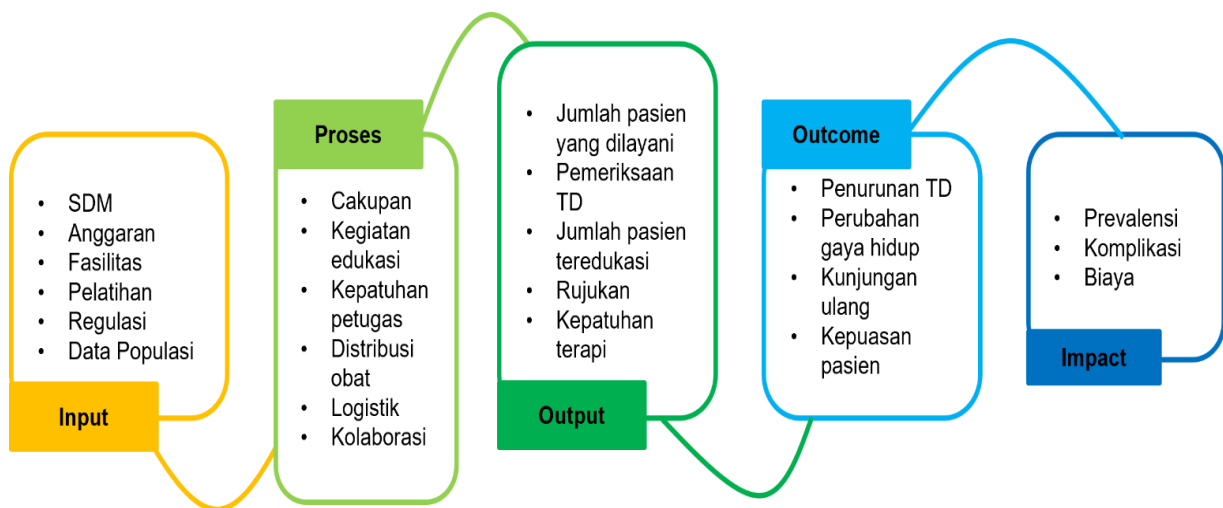 • SDM
• Anggaran
• Fasilitas
• Pelatihan
• Regulasi
• Data Populasi
Input
Proses
• Cakupan
• Kegiatan
edukasi
• Kepatuhan
petugas
• Distribusi
obat
• Logistik
• Kolaborasi
• Jumlah pasien
yang dilayani
• Pemeriksaan
TD
• Jumlah pasien
teredukasi
• Rujukan
• Kepatuhan
terapi
Output
Outcome
• Penurunan TD
• Perubahan
gaya hidup
• Kunjungan
ulang
• Kepuasan
pasien
• Prevalensi
• Komplikasi
• Biaya
Impact